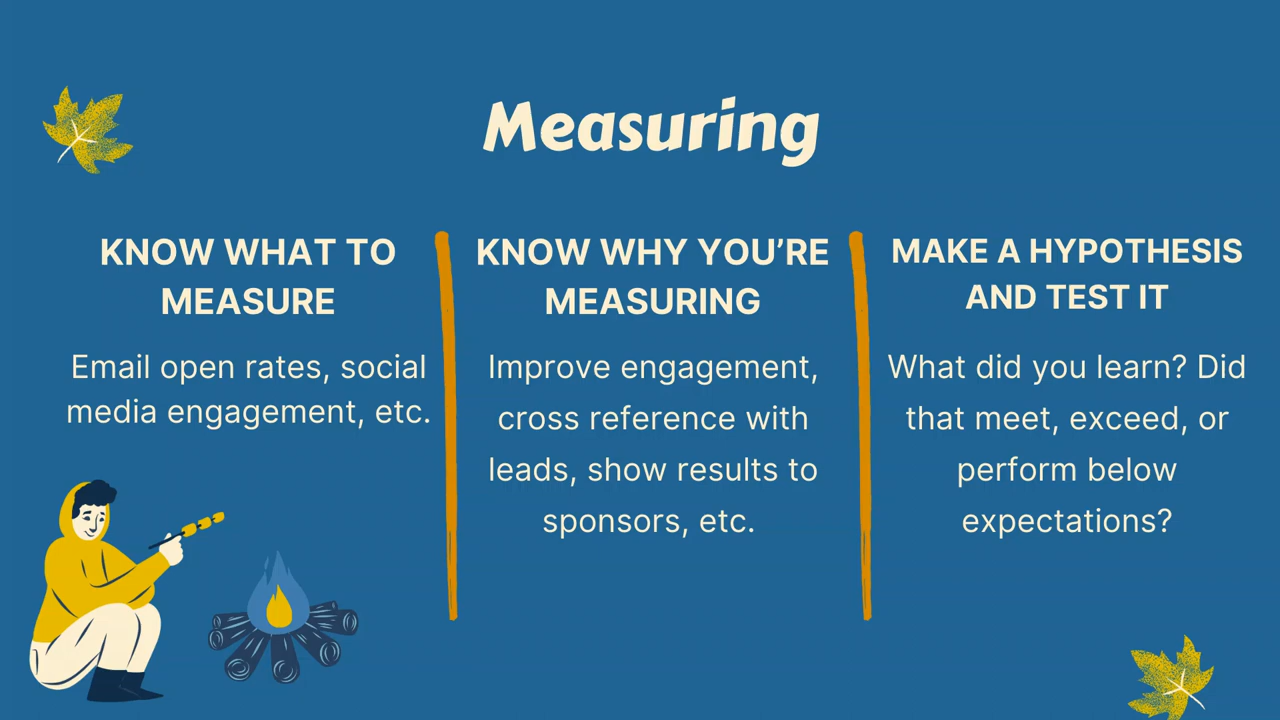 Measuring
KNOW WHAT TO
MEASURE
Email open rates, social
media engagement, etc.
KNOW WHY YOU’RE
MEASURING
Improve engagement,
cross reference with
leads, show results to
sponsors, etc.
MAKE A HYPOTHESIS
AND TEST IT
What did you learn? Did
that meet, exceed, or
perform below
expectations?